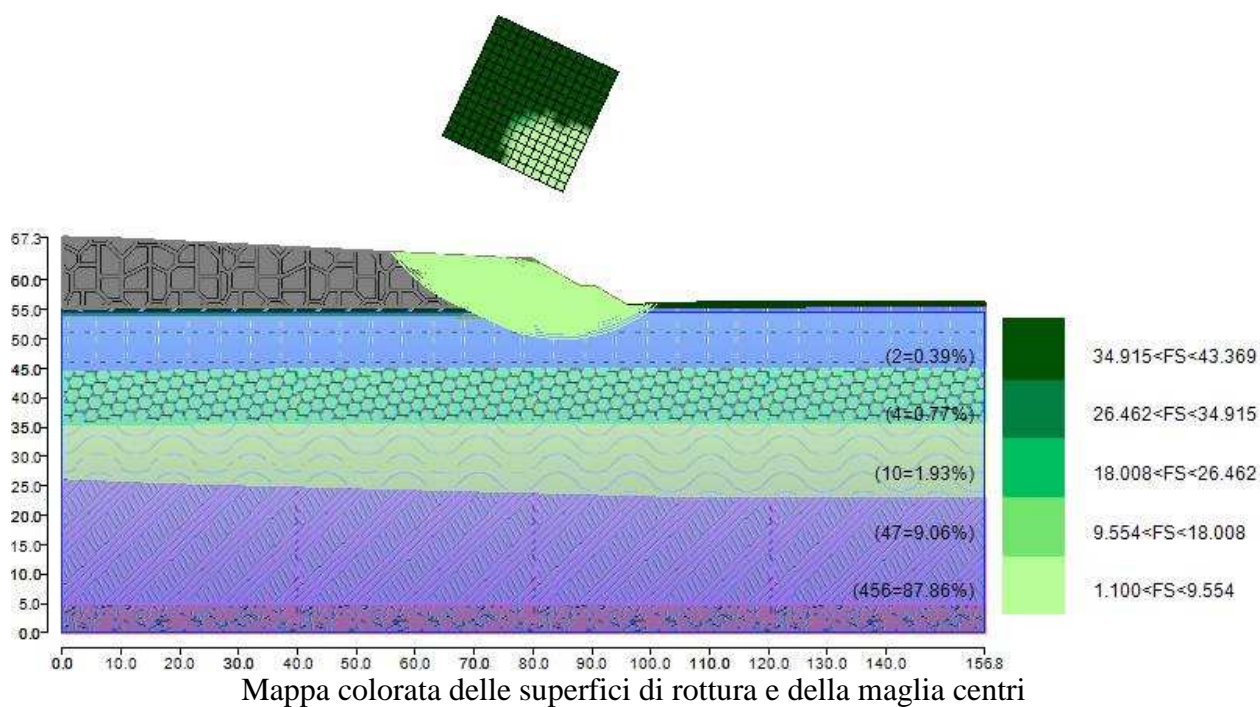 67.3
60.0
55.0
50.0
45.0
40.0
35.0
30.0
25.0
20.0
15.0
10.0
5.0
0.0
(2=0.39%)
(4=0.77%)
(10=1.93%)
(47=9.06%)
(456=87.86%)
34.915<FS<43.369
26.462<FS<34.915
18.008<FS<26.462
9.554<FS<18.008
1.100<FS<9.554
0.0 10.0 20.0 30.0 40.0 50.0 60.0 70.0 80.0 90.0 100.0 110.0 120.0 130.0 140.0 156.8
Mappa colorata delle superfici di rottura e della maglia centri